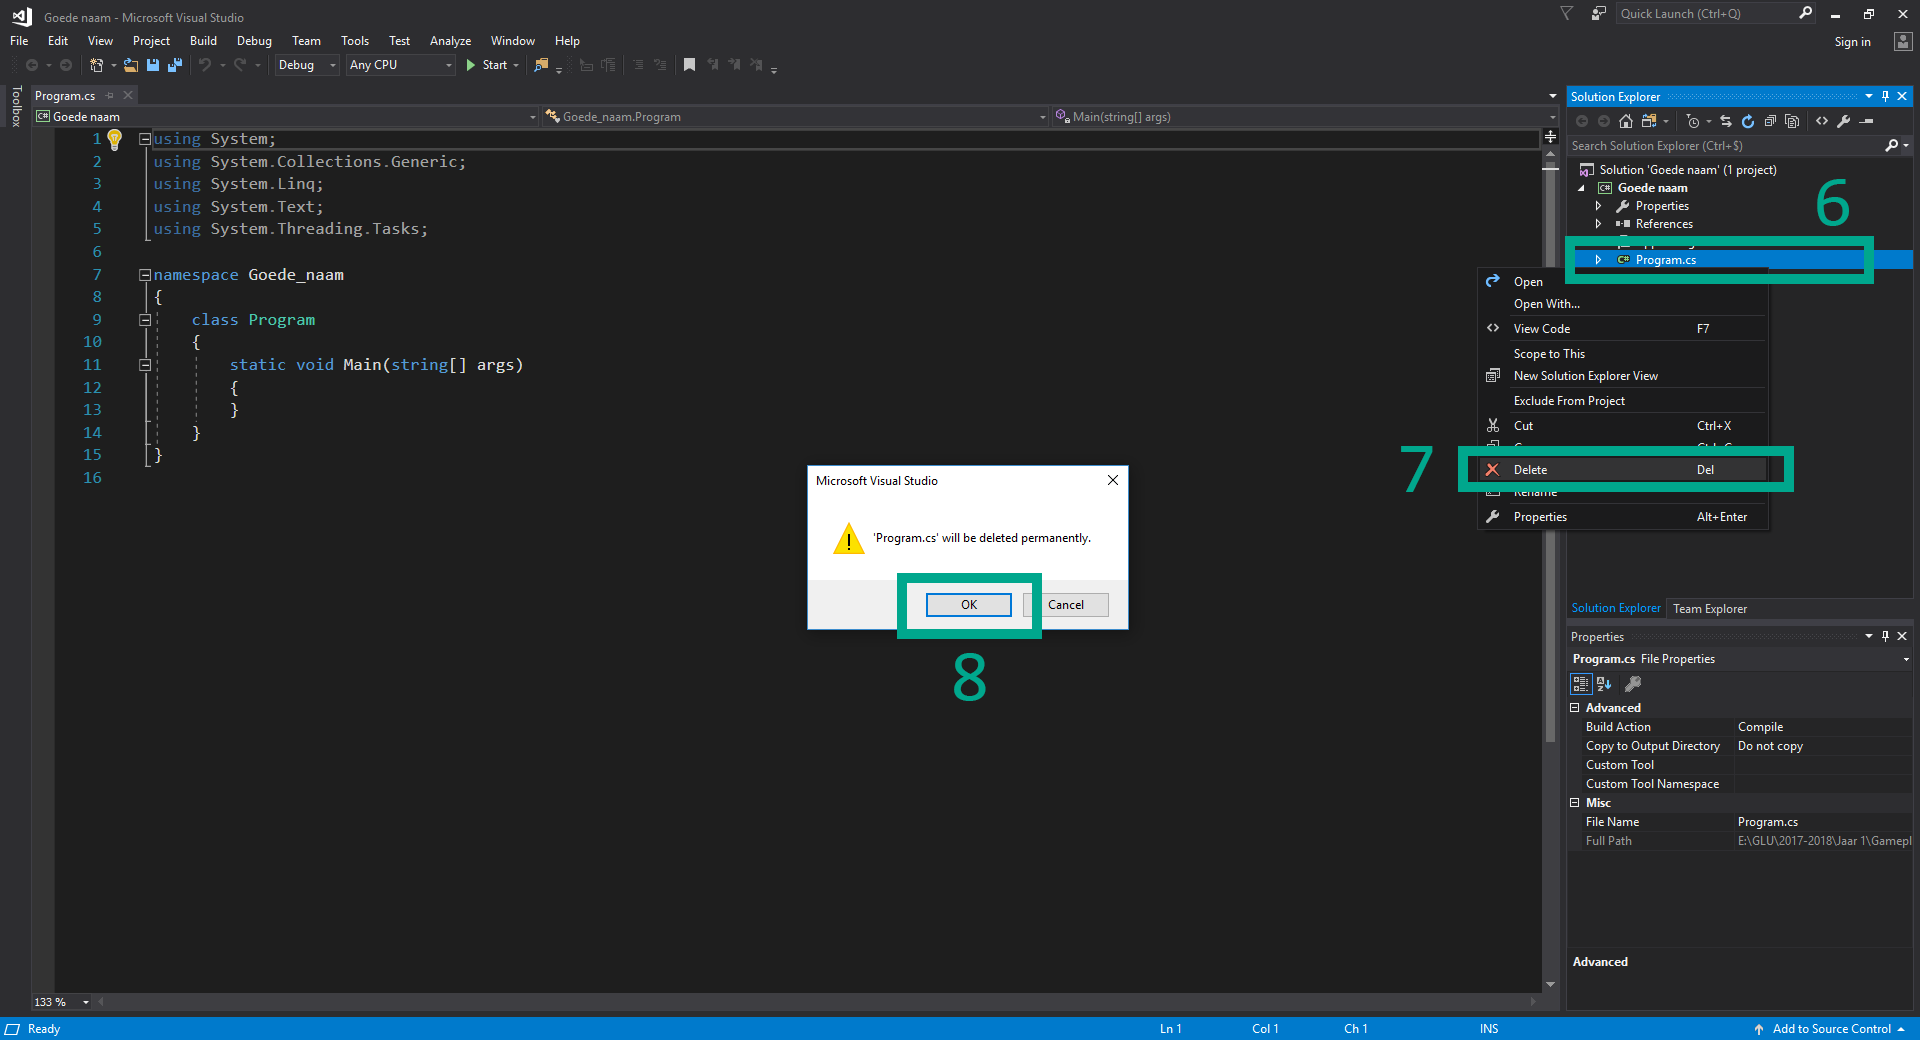 Goede naam - Microsoft Visual Studio
Quick Launch (Ctrl+Q)
File Edit View Project Build Debug Team Tools Test Analyze Window Help
Sign in
Debug Any CPU Start
Toolbox
Program.cs
Goede naam Goede_naam.Program Main(string[] args)
1 using System;
2 using System.Collections.Generic;
3 using System.Linq;
4 using System.Text;
5 using System.Threading.Tasks;
6
7 namespace Goede_naam
8 {
9 class Program
10 {
11 static void Main(string[] args)
12 {
13 }
14 }
15 }
16
Solution Explorer
Search Solution Explorer (Ctrl+$)
Solution 'Goede naam' (1 project)
Goede naam
Properties
References
Program.cs
6
Open
Open With...
View Code F7
Scope to This
New Solution Explorer View
Exclude From Project
Cut Ctrl+X
7
Delete Del
Rename
Properties Alt+Enter
Microsoft Visual Studio
'Program.cs' will be deleted permanently.
OK Cancel
8
Solution Explorer Team Explorer
Properties
Program.cs File Properties
Advanced
Build Action Compile
Copy to Output Directory Do not copy
Custom Tool
Custom Tool Namespace
Misc
File Name Program.cs
Full Path E:\GLU\2017-2018\Jaar 1\Gamepl
Advanced
133 %
Ready Ln 1 Col 1 Ch 1 INS Add to Source Control